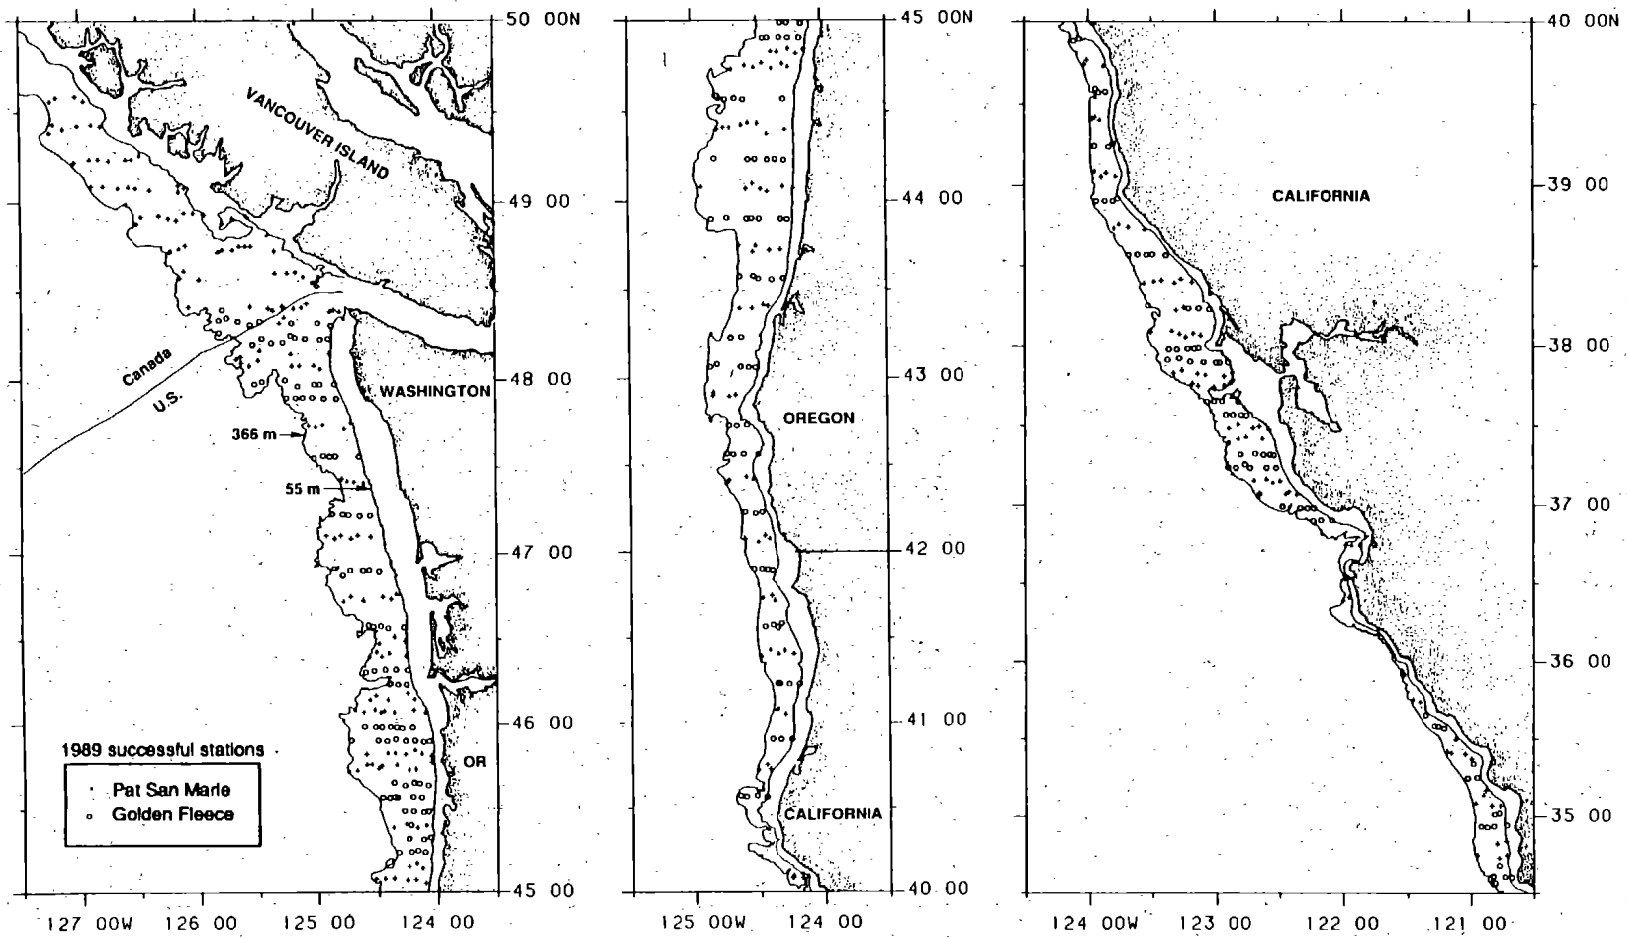 50 00N
VANCOUVER ISLAND
49 00
Canada
U.S.
48 00
WASHINGTON
366 m
55 m
47 00
46 00
1989 successful stations
Pat San Marie
Golden Fleece
OR
45 00
127 00W 126 00 125 00 124 00
45 00N
44 00
43 00
OREGON
42 00
41 00
CALIFORNIA
40 00
125 00W 124 00
40 00N
39 00
CALIFORNIA
38 00
37 00
36 00
35 00
124 00W 123 00 122 00 121 00